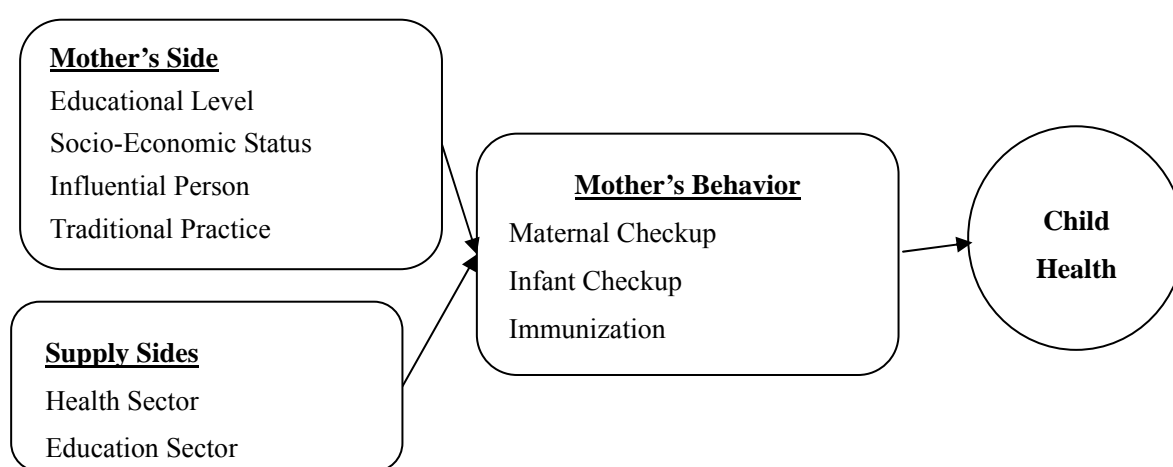 Mother’s Side
Educational Level
Socio-Economic Status
Influential Person
Traditional Practice
Supply Sides
Health Sector
Education Sector
Mother’s Behavior
Maternal Checkup
Infant Checkup
Immunization
Child
Health